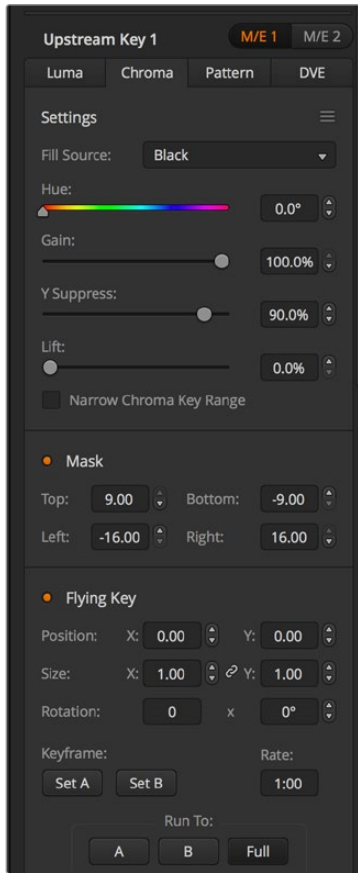 Upstream Key 1 M/E 1 M/E 2
Luma Chroma Pattern DVE
Settings
Fill Source: Black
Hue:
0.0°
Gain:
100.0%
Y Suppress:
90.0%
Lift:
0.0%
Narrow Chroma Key Range
Mask
Top: 9.00 Bottom: -9.00
Left: -16.00 Right: 16.00
Flying Key
Position: X: 0.00 Y: 0.00
Size: X: 1.00 Y: 1.00
Rotation: 0 x 0°
Keyframe: Rate:
Set A Set B 1:00
Run To:
A B Full